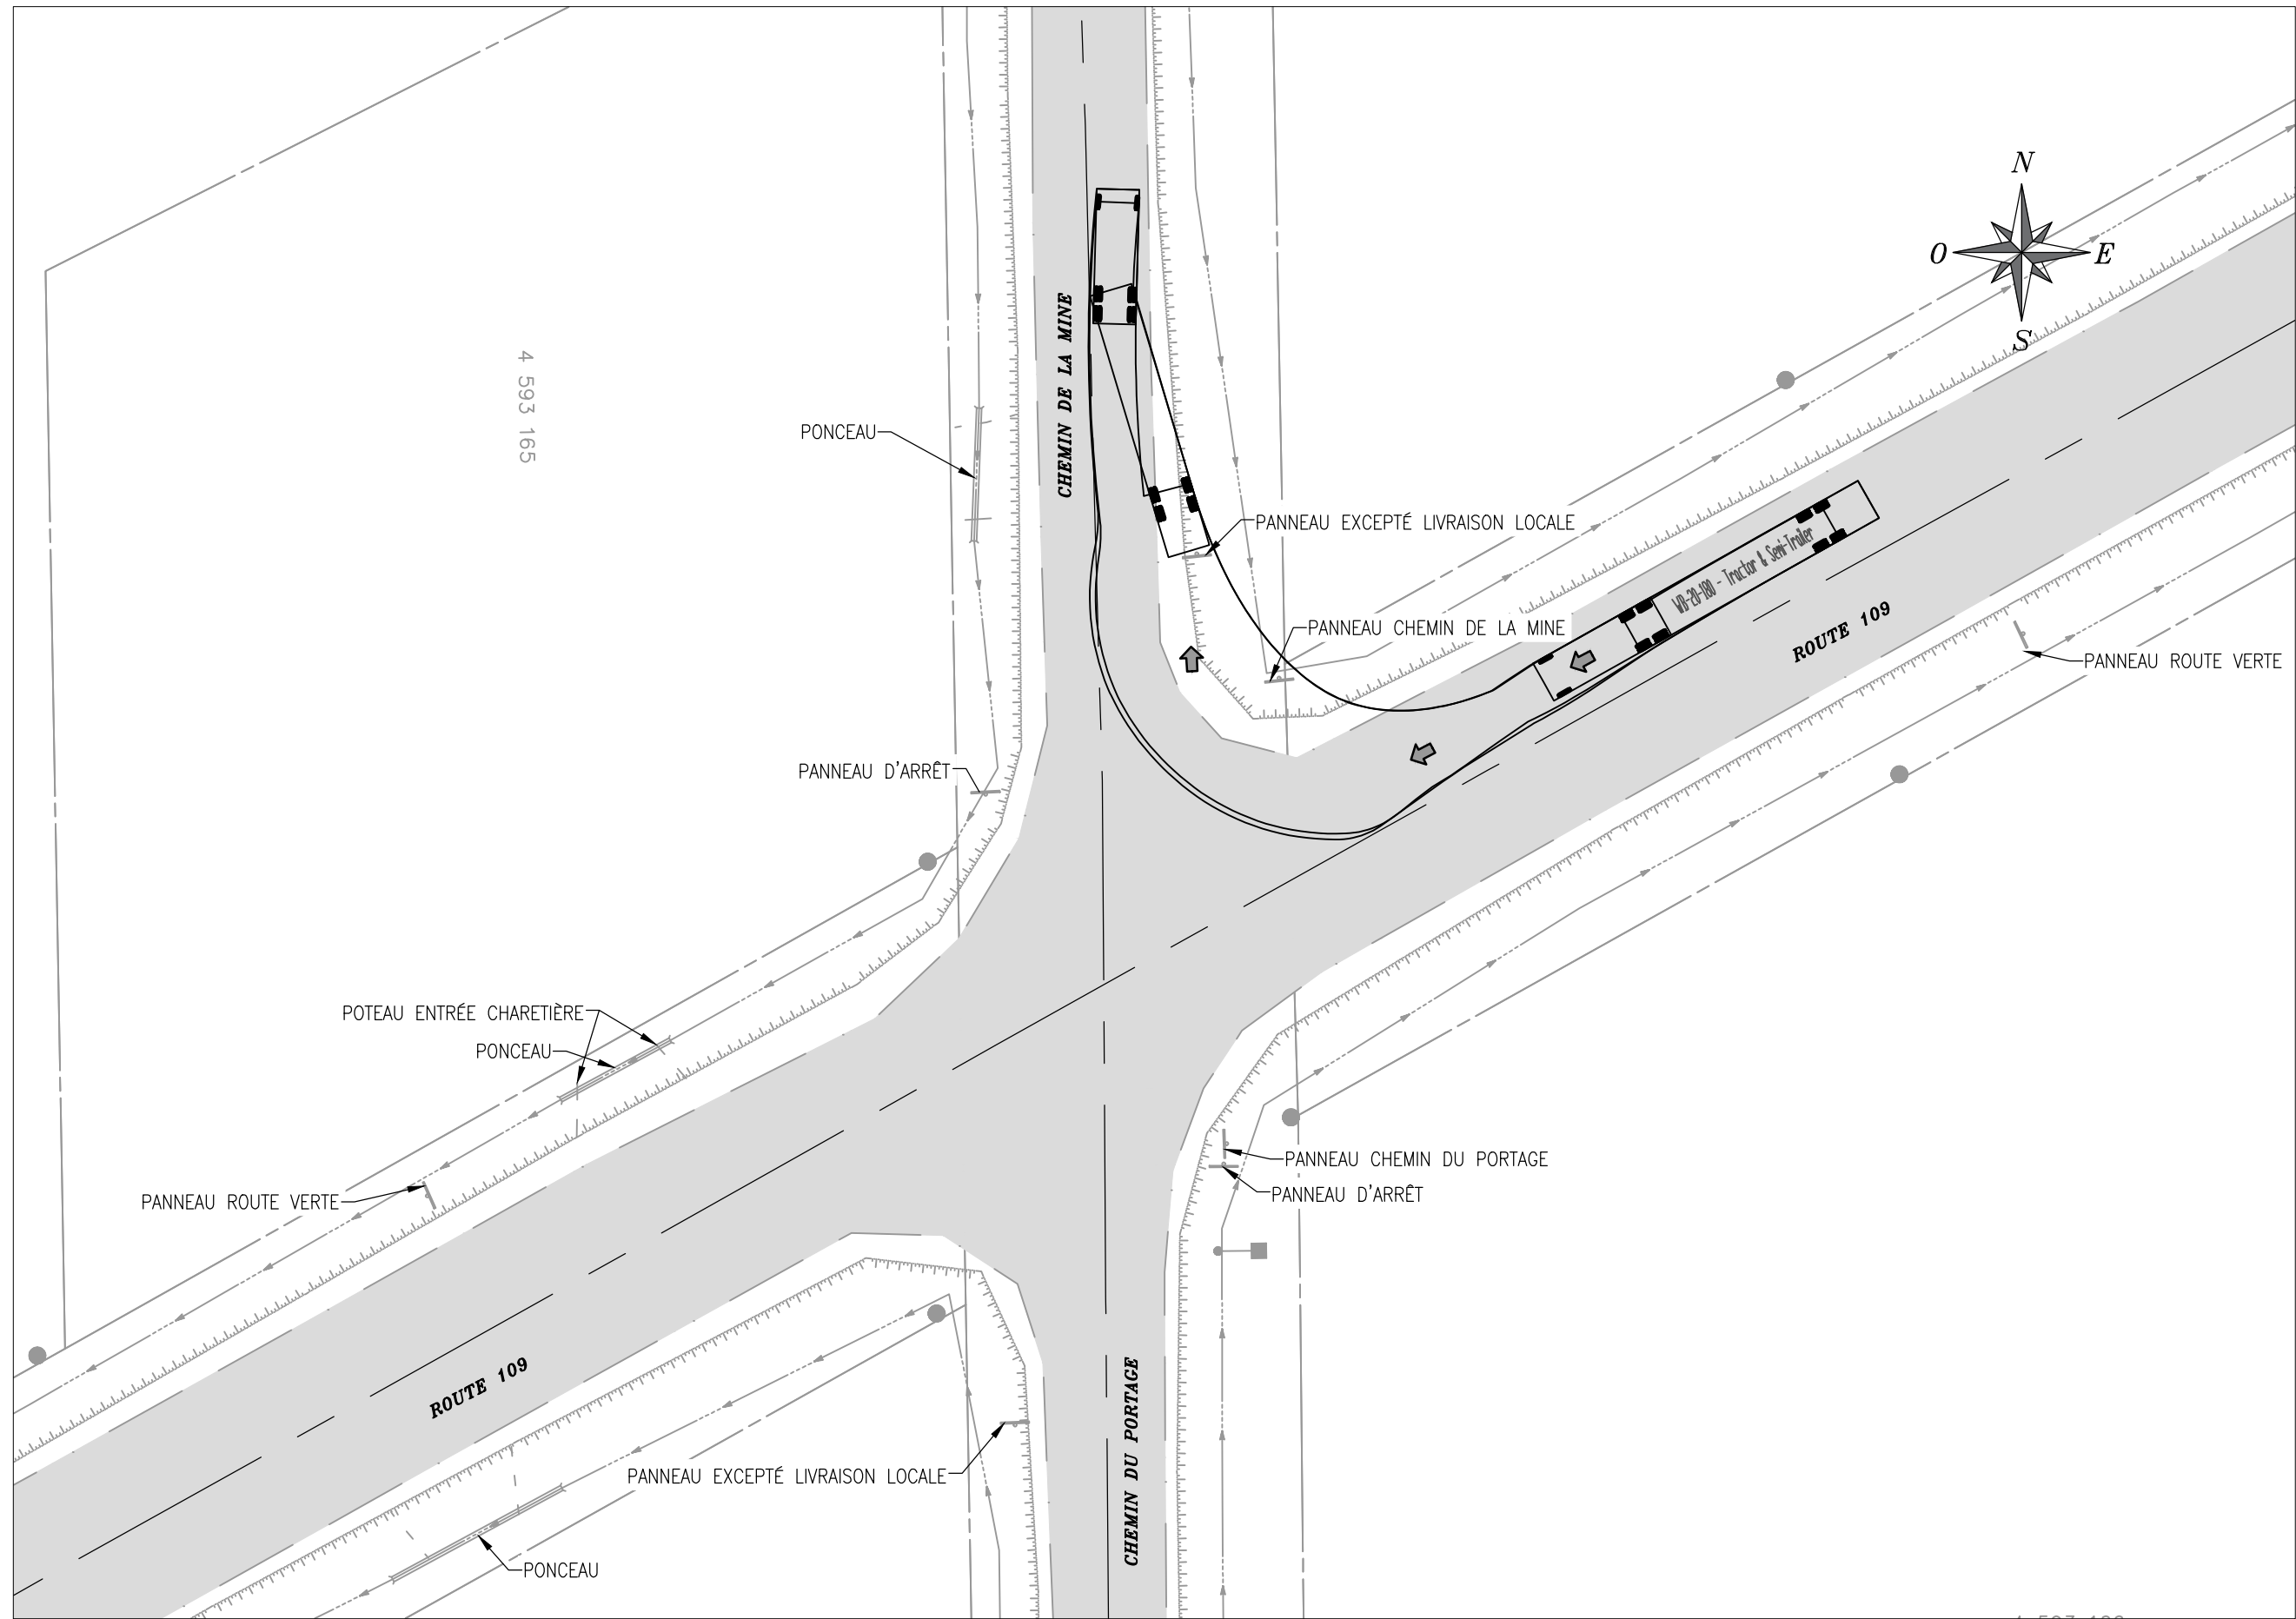 N
O
E
S
CHEMIN DE LA MINE
4 593 165
PONCEAU
PANNEAU EXCEPTÉ LIVRAISON LOCALE
WB-20-180 - Tractor & Semi-Trailer
PANNEAU CHEMIN DE LA MINE
ROUTE 109
PANNEAU ROUTE VERTE
PANNEAU D'ARRÊT
POTEAU ENTRÉE CHARETIÈRE
PONCEAU
PANNEAU ROUTE VERTE
PANNEAU CHEMIN DU PORTAGE
PANNEAU D'ARRÊT
ROUTE 109
CHEMIN DU PORTAGE
PANNEAU EXCEPTÉ LIVRAISON LOCALE
PONCEAU